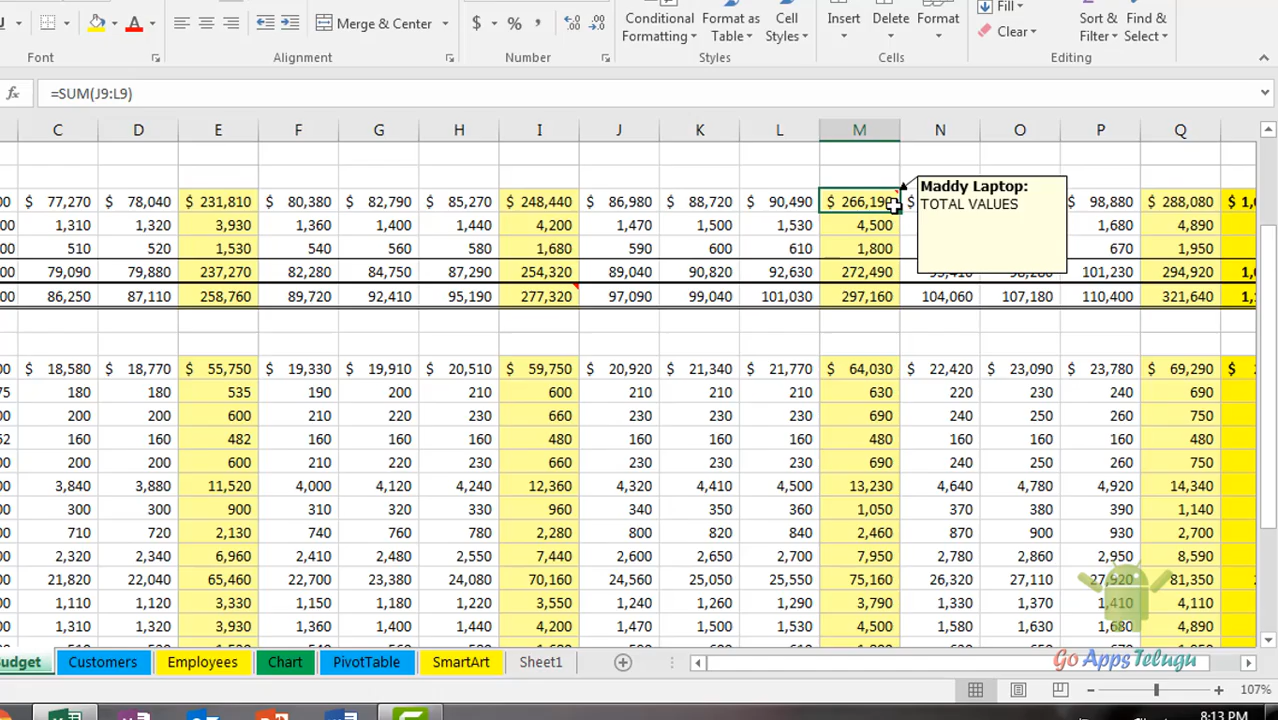 Merge & Center $ % , Conditional Formatting Format as Table Cell Styles Insert Delete Format Fill Clear Sort & Filter Find & Select
Font Alignment Number Styles Cells Editing
fx =SUM(J9:L9)
C D E F G H I J K L M N O P Q
$ 77,270 $ 78,040 $ 231,810 $ 80,380 $ 82,790 $ 85,270 $ 248,440 $ 86,980 $ 88,720 $ 90,490 $ $ $ 98,880 $ 288,080 $
Maddy Laptop:
TOTAL VALUES
1,310 1,320 3,930 1,360 1,400 1,440 4,200 1,470 1,500 1,530 4,500 1,680 4,890
510 520 1,530 540 560 580 1,680 590 600 610 1,800 670 1,950
79,090 79,880 237,270 82,280 84,750 87,290 254,320 89,040 90,820 92,630 272,490 101,230 294,920
86,250 87,110 258,760 89,720 92,410 95,190 277,320 97,090 99,040 101,030 297,160 104,060 107,180 110,400 321,640
$ 18,580 $ 18,770 $ 55,750 $ 19,330 $ 19,910 $ 20,510 $ 59,750 $ 20,920 $ 21,340 $ 21,770 $ 64,030 $ 22,420 $ 23,090 $ 23,780 $ 69,290 $
180 180 535 190 200 210 600 210 210 210 630 220 230 240 690
200 200 600 210 220 230 660 230 230 230 690 240 250 260 750
160 160 482 160 160 160 480 160 160 160 480 160 160 160 480
200 200 600 210 220 230 660 230 230 230 690 240 250 260 750
3,840 3,880 11,520 4,000 4,120 4,240 12,360 4,320 4,410 4,500 13,230 4,640 4,780 4,920 14,340
300 300 900 310 320 330 960 340 350 360 1,050 370 380 390 1,140
710 720 2,130 740 760 780 2,280 800 820 840 2,460 870 900 930 2,700
2,320 2,340 6,960 2,410 2,480 2,550 7,440 2,600 2,650 2,700 7,950 2,780 2,860 2,950 8,590
21,820 22,040 65,460 22,700 23,380 24,080 70,160 24,560 25,050 25,550 75,160 26,320 27,110 27,920 81,350
1,110 1,120 3,330 1,150 1,180 1,220 3,550 1,240 1,260 1,290 3,790 1,330 1,370 1,410 4,110
1,310 1,320 3,930 1,360 1,400 1,440 4,200 1,470 1,500 1,530 4,500 1,580 1,630 1,680 4,890
Budget Customers Employees Chart PivotTable SmartArt Sheet1
Go Apps Telugu
107%
8:13 PM